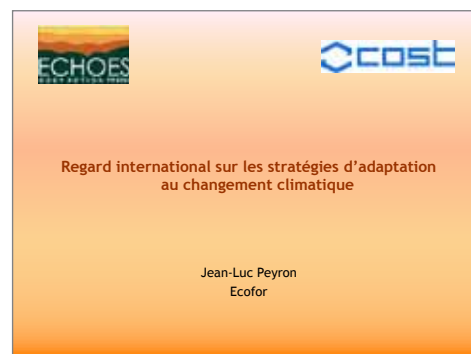 ECHOES
cost
Regard international sur les stratégies d'adaptation
au changement climatique
Jean-Luc Peyron
Ecofor